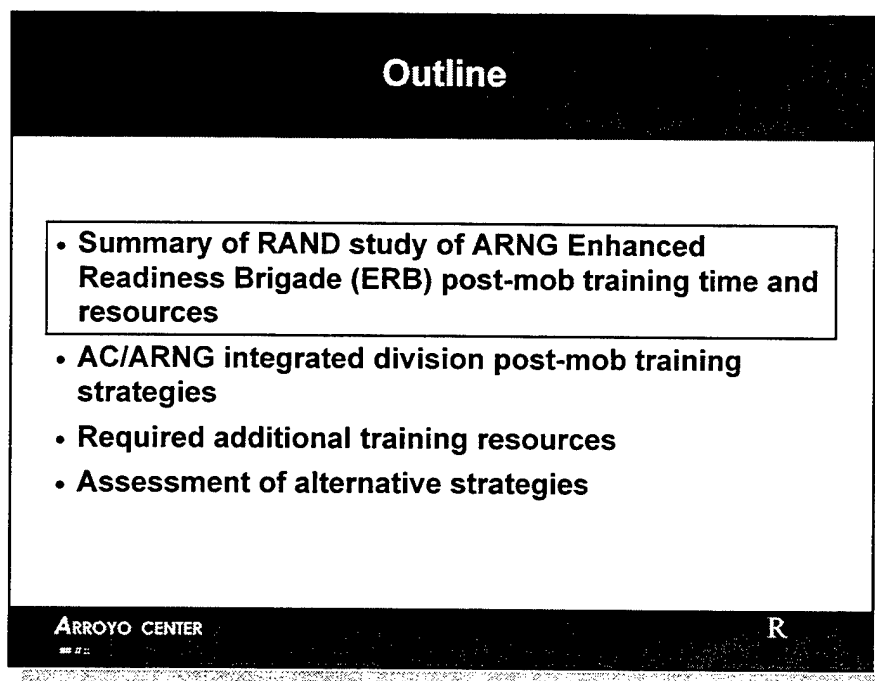 Outline
• Summary of RAND study of ARNG Enhanced
Readiness Brigade (ERB) post-mob training time and
resources
• AC/ARNG integrated division post-mob training
strategies
• Required additional training resources
• Assessment of alternative strategies
ARROYO CENTER
R